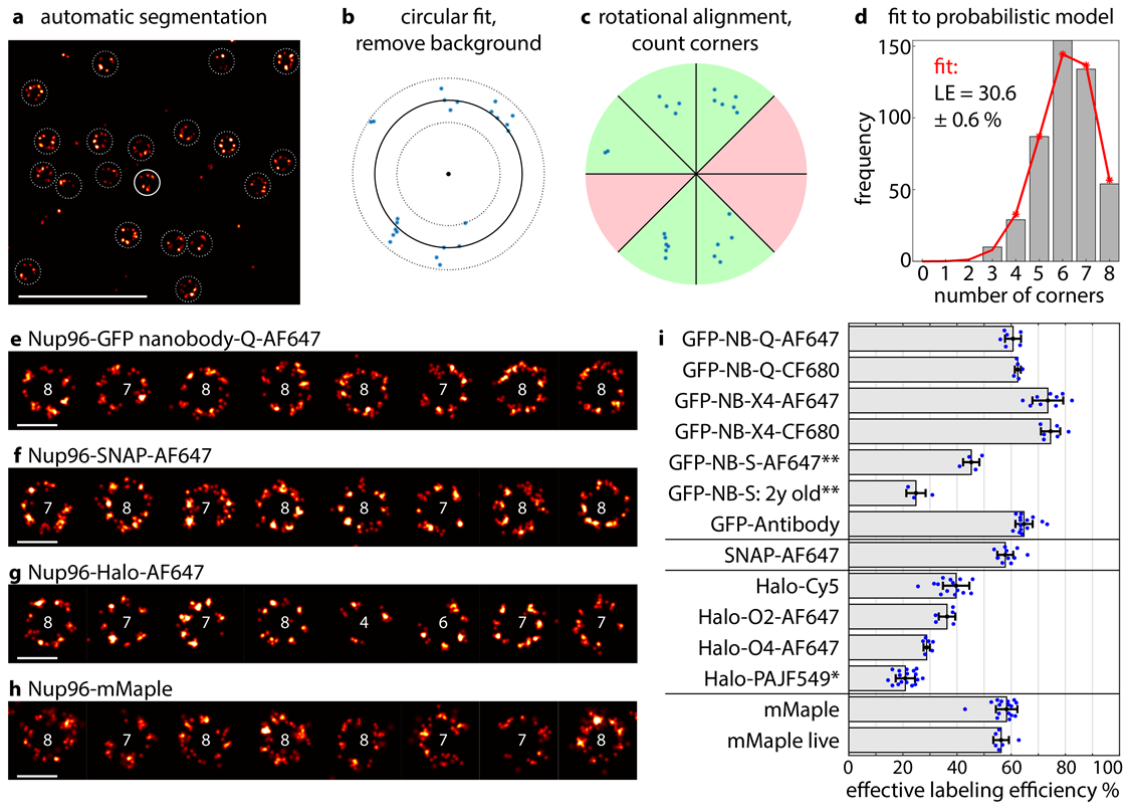 a automatic segmentation
b circular fit,
remove background
c rotational alignment,
count corners
d fit to probabilistic model
fit:
LE = 30.6
± 0.6 %
frequency
150
100
50
0
0 1 2 3 4 5 6 7 8
number of corners
e Nup96-GFP nanobody-Q-AF647
8 7 8 8 8 7 8 8
f Nup96-SNAP-AF647
7 8 7 8 8 7 8 8
g Nup96-Halo-AF647
8 7 7 8 4 6 7 7
h Nup96-mMaple
8 7 8 8 8 7 7 8
i
GFP-NB-Q-AF647
GFP-NB-Q-CF680
GFP-NB-X4-AF647
GFP-NB-X4-CF680
GFP-NB-S-AF647**
GFP-NB-S: 2y old**
GFP-Antibody
SNAP-AF647
Halo-Cy5
Halo-O2-AF647
Halo-O4-AF647
Halo-PAJF549*
mMaple
mMaple live
0 20 40 60 80 100
effective labeling efficiency %